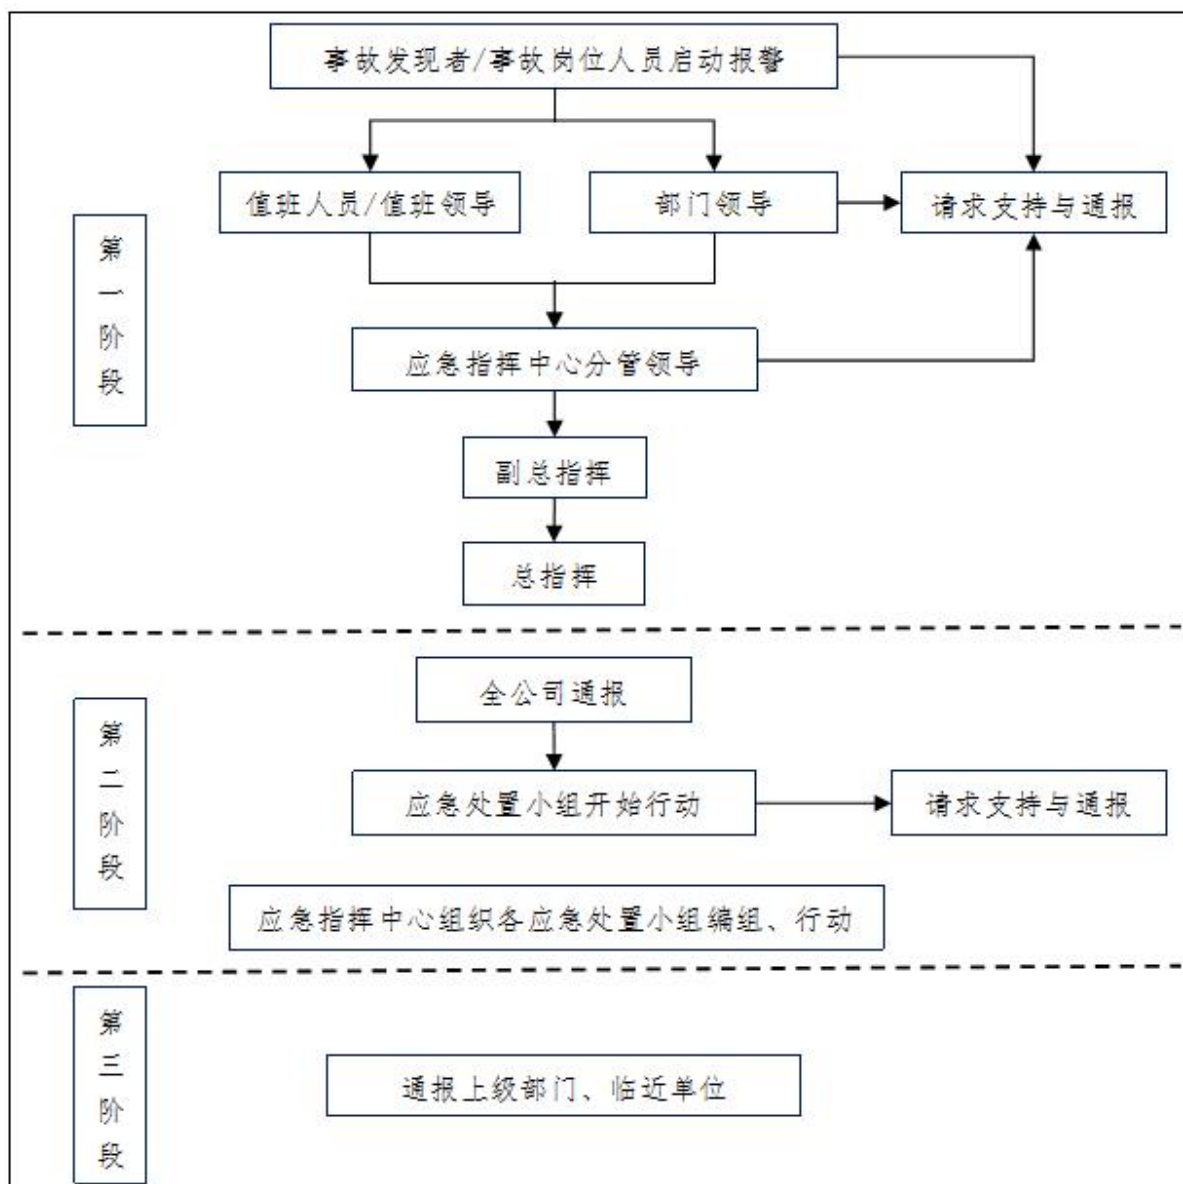 事故发现者/事故岗位人员启动报警
值班人员/值班领导
部门领导
请求支持与通报
第一阶段
应急指挥中心分管领导
副总指挥
总指挥
全公司通报
第二阶段
应急处置小组开始行动
请求支持与通报
应急指挥中心组织各应急处置小组编组、行动
第三阶段
通报上级部门、临近单位